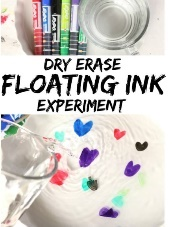 DRY ERASE
FLOATING INK
EXPERIMENT